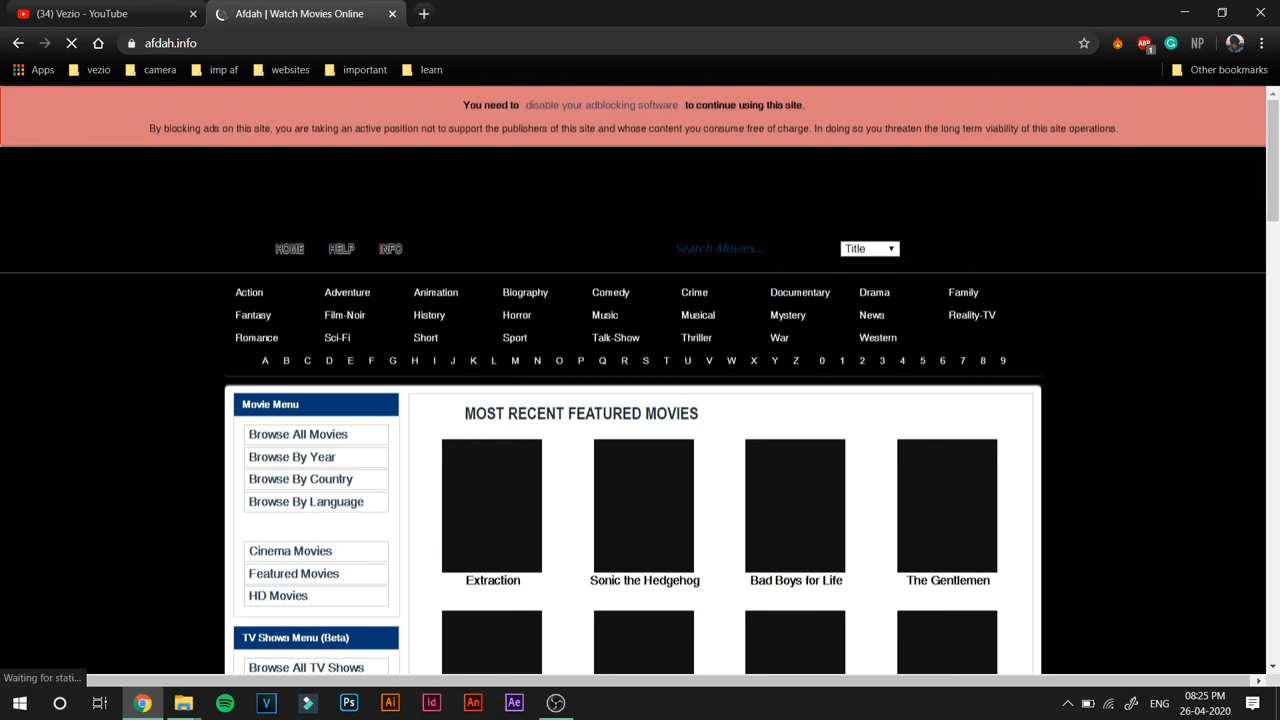 (34) Vezio - YouTube
Afdah | Watch Movies Online
afdah.info
ABP
1
NP
Apps
vezio
camera
imp af
websites
important
learn
Other bookmarks
You need to disable your adblocking software to continue using this site.
By blocking ads on this site, you are taking an active position not to support the publishers of this site and whose content you consume free of charge. In doing so you threaten the long term viability of this site operations.
HOME HELP INFO
Search Movies...
Title
Action Adventure Animation Biography Comedy Crime Documentary Drama Family
Fantasy Film-Noir History Horror Music Musical Mystery News Reality-TV
Romance Sci-Fi Short Sport Talk-Show Thriller War Western
A B C D E F G H I J K L M N O P Q R S T U V W X Y Z 0 1 2 3 4 5 6 7 8 9
Movie Menu
Browse All Movies
Browse By Year
Browse By Country
Browse By Language
Cinema Movies
Featured Movies
HD Movies
TV Shows Menu (Beta)
Browse All TV Shows
MOST RECENT FEATURED MOVIES
Extraction
Sonic the Hedgehog
Bad Boys for Life
The Gentlemen
Waiting for stati...
V
Ps
Ai
Id
An
Ae
ENG
08:25 PM
26-04-2020